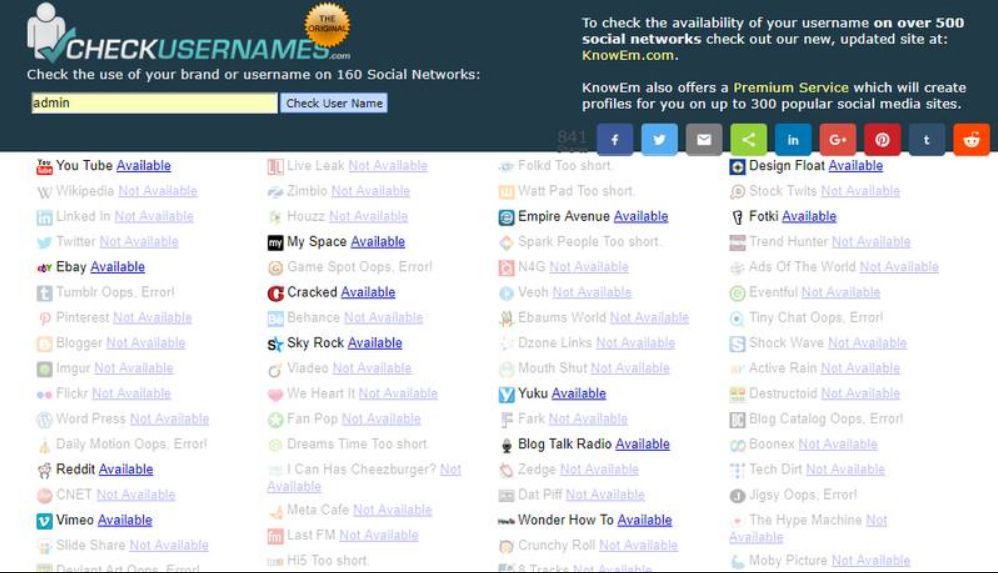 THE
ORIGINAL
CHECKUSERNAMES.com
Check the use of your brand or username on 160 Social Networks:
admin
Check User Name
To check the availability of your username on over 500
social networks check out our new, updated site at:
KnowEm.com.
KnowEm also offers a Premium Service which will create
profiles for you on up to 300 popular social media sites.
841
You Tube Available
Wikipedia Not Available
Linked In Not Available
Twitter Not Available
Ebay Available
Tumblr Oops, Error!
Pinterest Not Available
Blogger Not Available
Imgur Not Available
Flickr Not Available
Word Press Not Available
Daily Motion Oops, Error!
Reddit Available
CNET Not Available
Vimeo Available
Slide Share Not Available
Deviant Art Oops, Error!
Live Leak Not Available
Zimbio Not Available
Houzz Not Available
My Space Available
Game Spot Oops, Error!
Cracked Available
Behance Not Available
Sky Rock Available
Viadeo Not Available
We Heart It Not Available
Fan Pop Not Available
Dreams Time Too short.
I Can Has Cheezburger? Not
Available
Meta Cafe Not Available
Last FM Not Available
Hi5 Too short.
Folkd Too short.
Watt Pad Too short.
Empire Avenue Available
Spark People Too short.
N4G Not Available
Veoh Not Available
Ebaums World Not Available
Dzone Links Not Available
Mouth Shut Not Available
Yuku Available
Fark Not Available
Blog Talk Radio Available
Zedge Not Available
Dat Piff Not Available
Wonder How To Available
Crunchy Roll Not Available
8 Tracks Not Available
Design Float Available
Stock Twits Not Available
Fotki Available
Trend Hunter Not Available
Ads Of The World Not Available
Eventful Not Available
Tiny Chat Oops, Error!
Shock Wave Not Available
Active Rain Not Available
Destructoid Not Available
Blog Catalog Oops, Error!
Boonex Not Available
Tech Dirt Not Available
Jigsy Oops, Error!
The Hype Machine Not
Available
Moby Picture Not Available